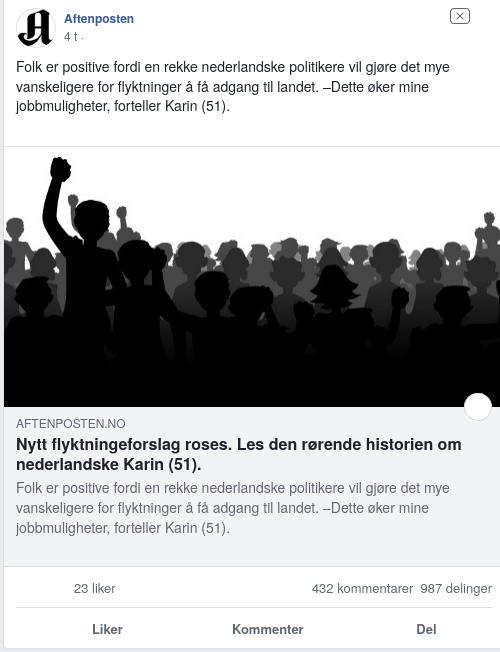 Aftenposten
4 t ·
Folk er positive fordi en rekke nederlandske politikere vil gjøre det mye
vanskeligere for flyktninger å få adgang til landet. –Dette øker mine
jobbmuligheter, forteller Karin (51).
AFTENPOSTEN.NO
Nytt flyktningeforslag roses. Les den rørende historien om
nederlandske Karin (51).
Folk er positive fordi en rekke nederlandske politikere vil gjøre det mye
vanskeligere for flyktninger å få adgang til landet. –Dette øker mine
jobbmuligheter, forteller Karin (51).
23 liker 432 kommentarer 987 delinger
Liker Kommenter Del